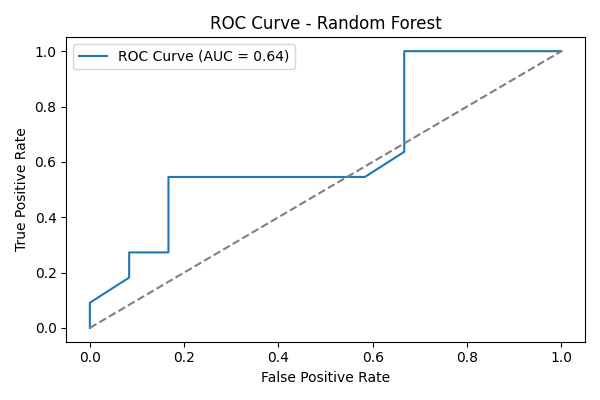 ROC Curve - Random Forest
ROC Curve (AUC = 0.64)
1.0
0.8
0.6
0.4
0.2
0.0
True Positive Rate
0.0 0.2 0.4 0.6 0.8 1.0
False Positive Rate